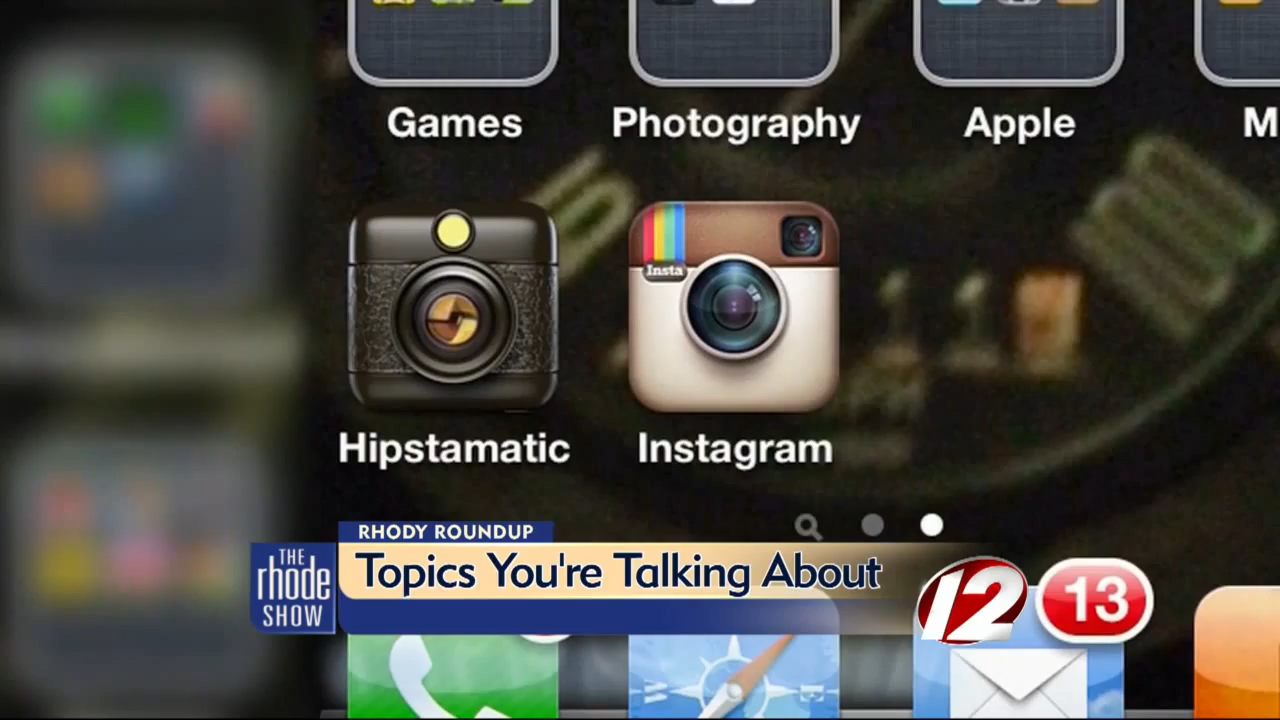 Games
Photography
Apple
M
Insta
Hipstamatic
Instagram
RHODY ROUNDUP
Topics You're Talking About
THE
rhode
SHOW
12
13